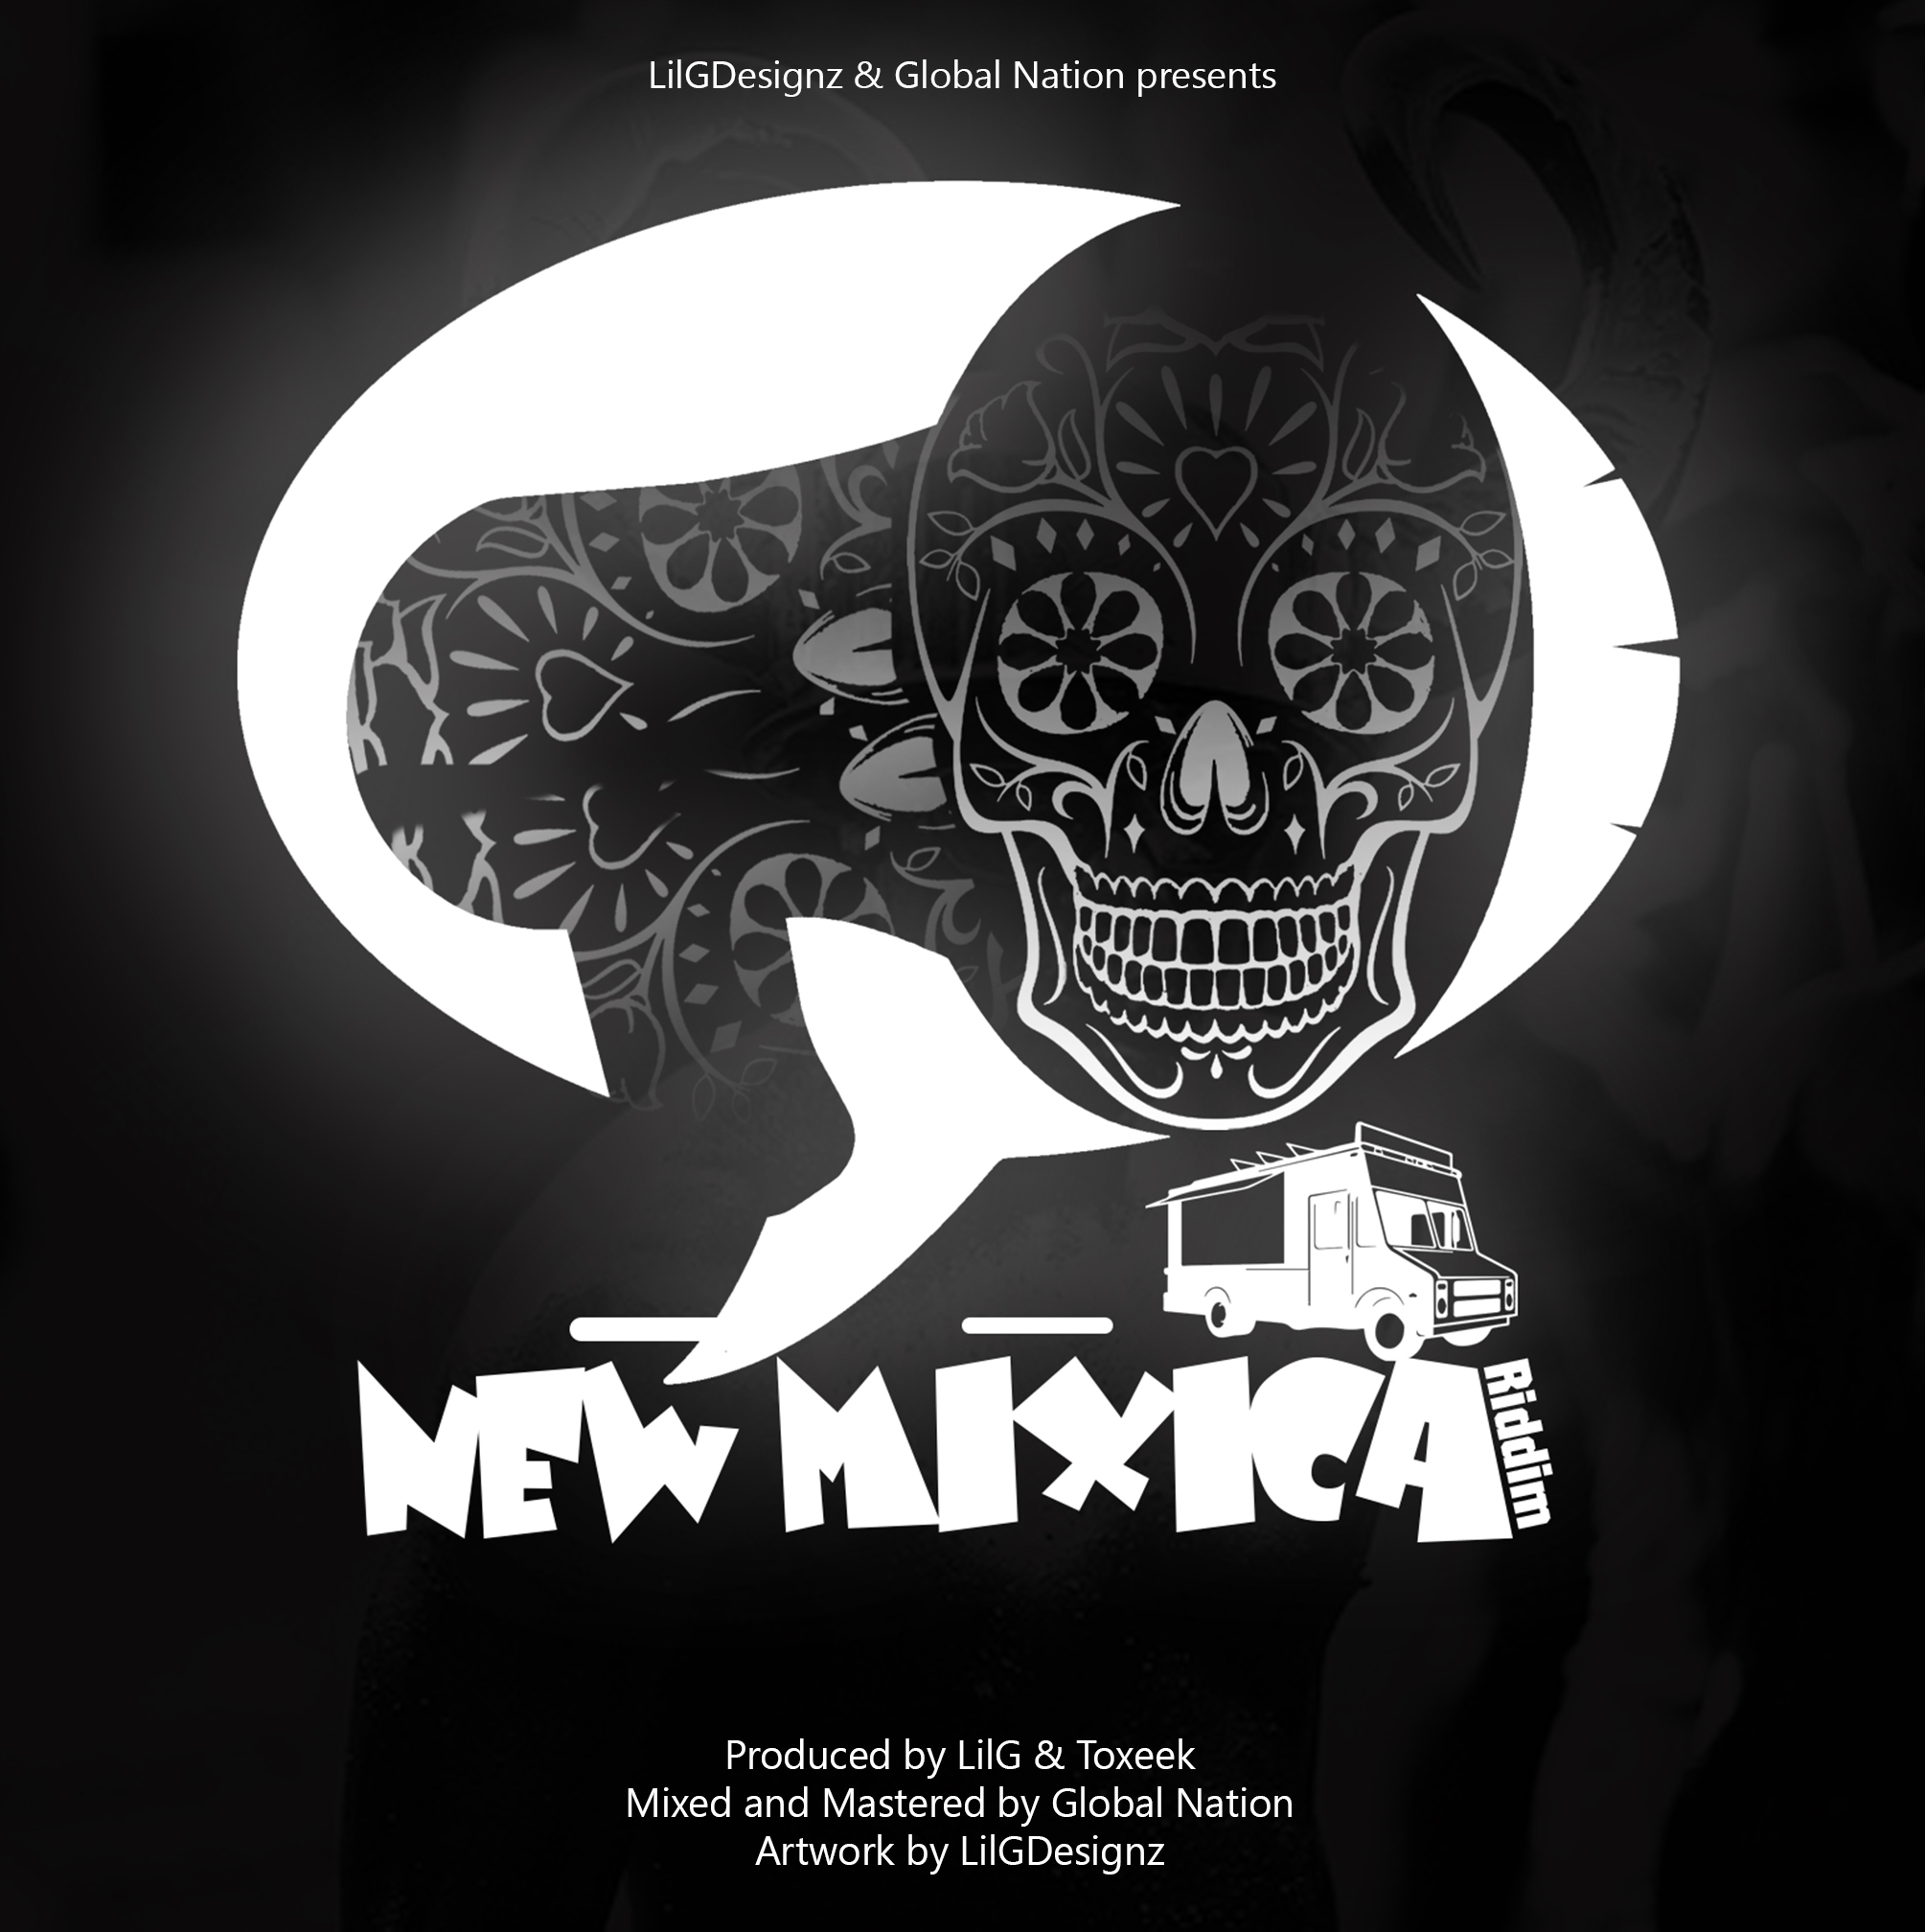 LilGDesignz & Global Nation presents
NEW MIXICA
Riddim
Produced by LilG & Toxeek
Mixed and Mastered by Global Nation
Artwork by LilGDesignz